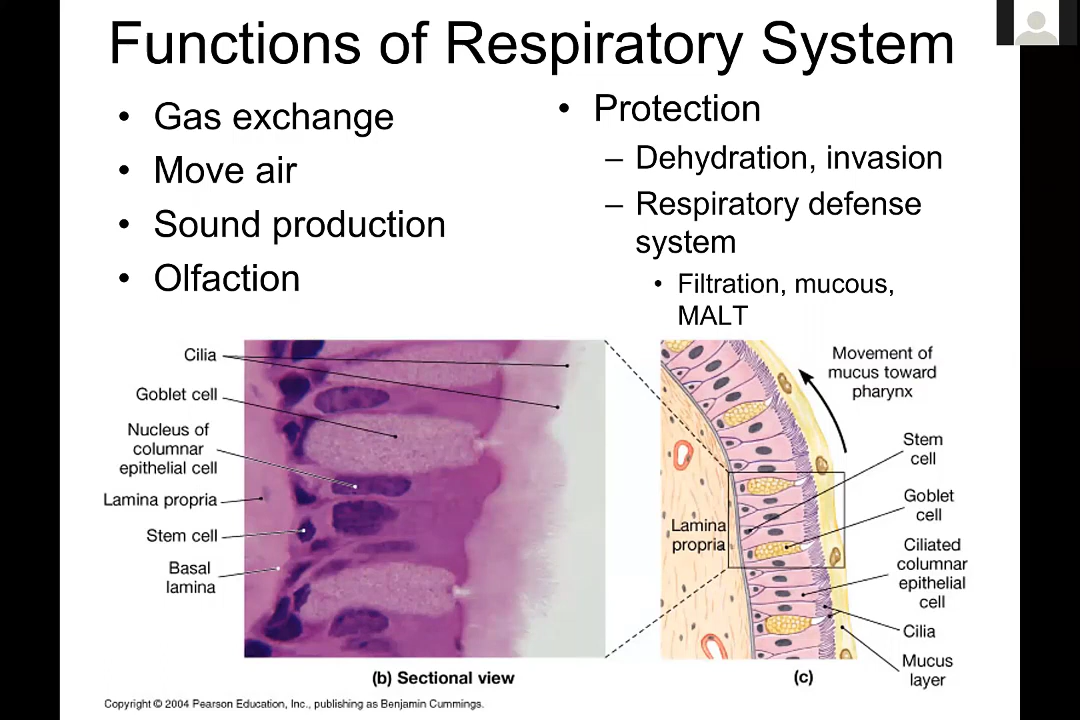 Functions of Respiratory System
• Gas exchange
• Move air
• Sound production
• Olfaction
• Protection
– Dehydration, invasion
– Respiratory defense
system
• Filtration, mucous,
MALT
Cilia
Goblet cell
Nucleus of
columnar
epithelial cell
Lamina propria
Stem cell
Basal
lamina
(b) Sectional view
Movement of
mucus toward
pharynx
Stem
cell
Goblet
cell
Lamina
propria
Ciliated
columnar
epithelial
cell
Cilia
Mucus
layer
(c)
Copyright © 2004 Pearson Education, Inc., publishing as Benjamin Cummings.